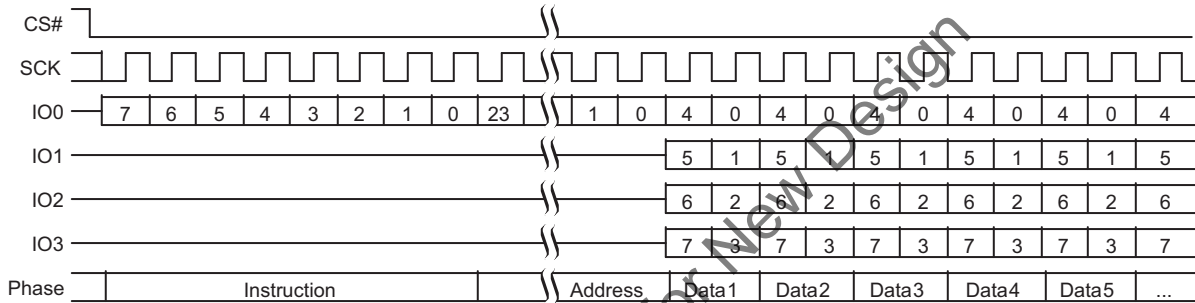 CS#
SCK
IO0 7 6 5 4 3 2 1 0 23 1 0 4 0 4 0 4 0 4 0 4 0 4
IO1 5 1 5 1 5 1 5 1 5 1 5
IO2 6 2 6 2 6 2 6 2 6 2 6
IO3 7 3 7 3 7 3 7 3 7 3 7
Phase Instruction Address Data1 Data2 Data3 Data4 Data5 ...
for New Design